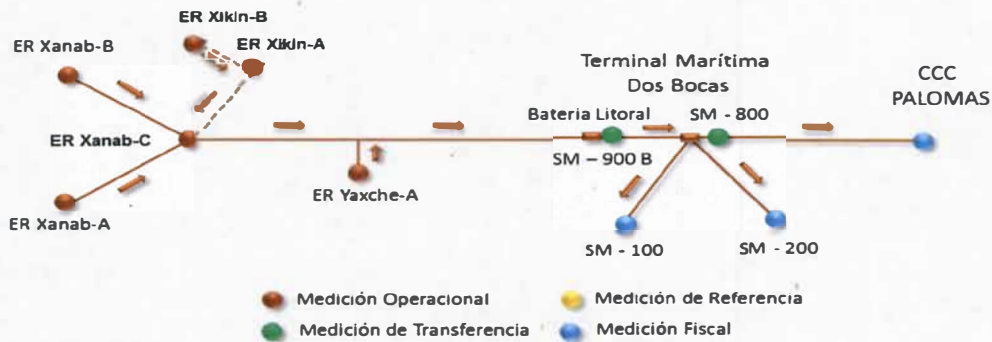 ER Xikin-B
ER Xikin-A
ER Xanab-B
Terminal Marítima
Dos Bocas
CCC
PALOMAS
Bateria Litoral
SM - 800
ER Xanab-C
SM – 900 B
ER Yaxche-A
ER Xanab-A
SM - 100
SM - 200
Medición Operacional
Medición de Referencia
Medición de Transferencia
Medición Fiscal